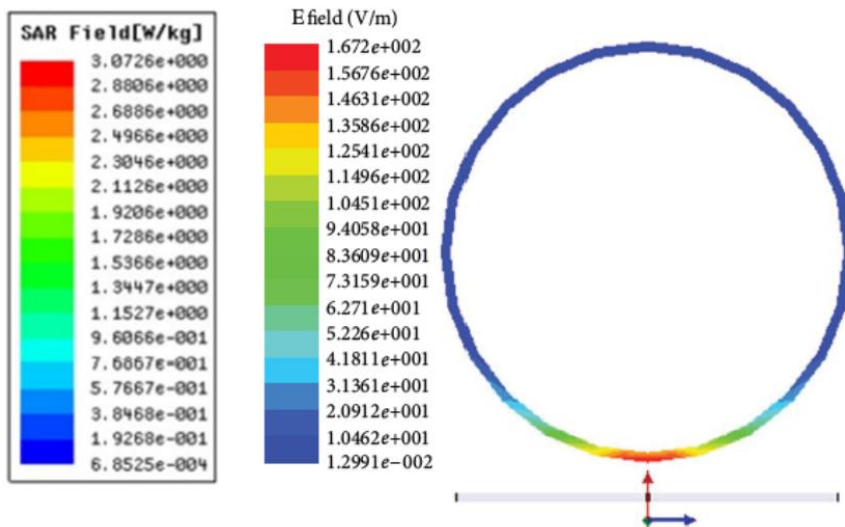 SAR Field[W/kg]
3.0726e+000
2.8806e+000
2.6886e+000
2.4966e+000
2.3046e+000
2.1126e+000
1.9206e+000
1.7286e+000
1.5366e+000
1.3447e+000
1.1527e+000
9.6066e-001
7.6867e-001
5.7667e-001
3.8468e-001
1.9268e-001
6.8525e-004
E field (V/m)
1.672e+002
1.5676e+002
1.4631e+002
1.3586e+002
1.2541e+002
1.1496e+002
1.0451e+002
9.4058e+001
8.3609e+001
7.3159e+001
6.271e+001
5.226e+001
4.1811e+001
3.1361e+001
2.0912e+001
1.0462e+001
1.2991e−002